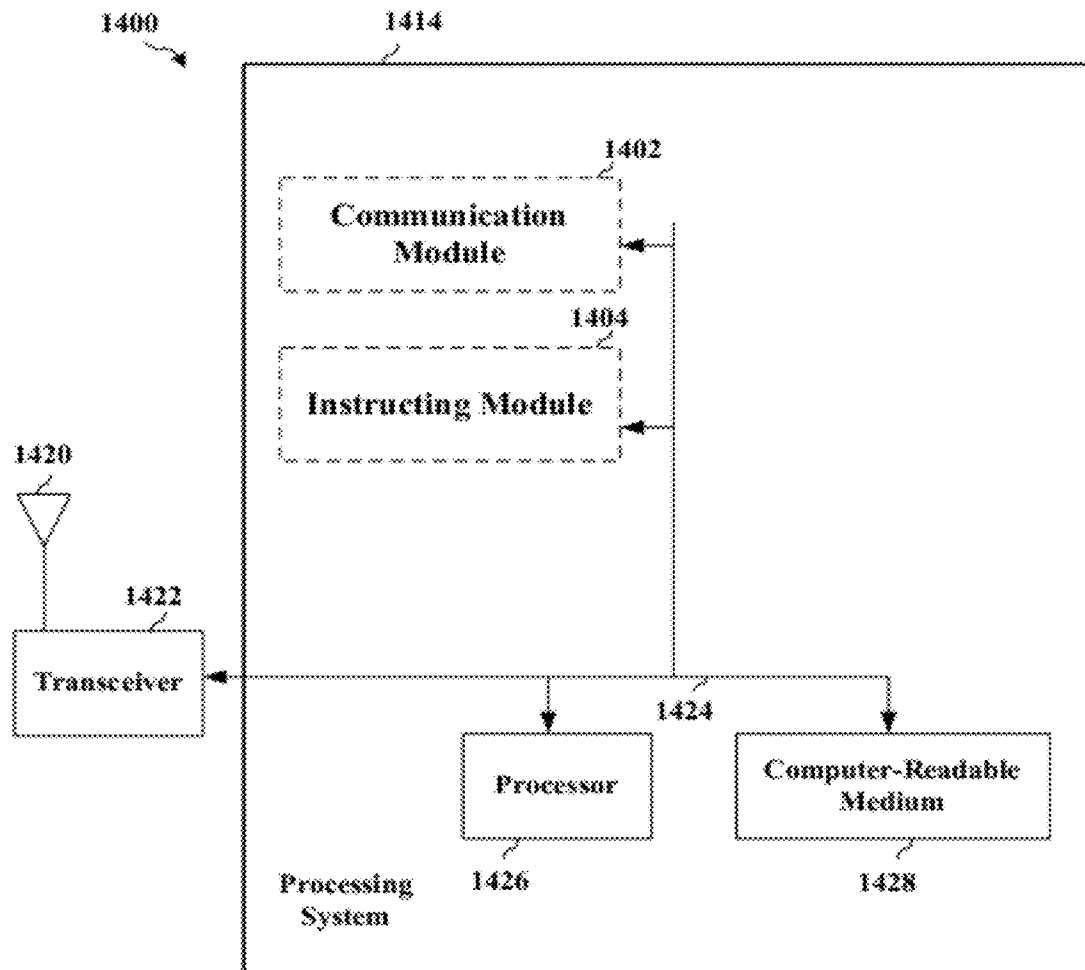 1400
1414
1402
Communication
Module
1404
Instructing Module
1420
1422
Transceiver
1424
Processor
Computer-Readable
Medium
1426
1428
Processing
System